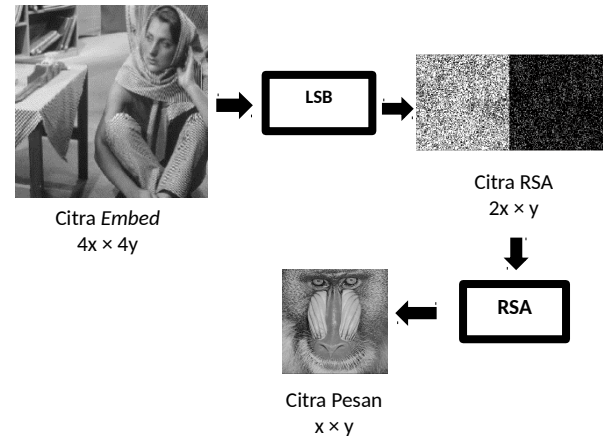 LSB
Citra Embed
4x × 4y
Citra RSA
2x × y
RSA
Citra Pesan
x × y